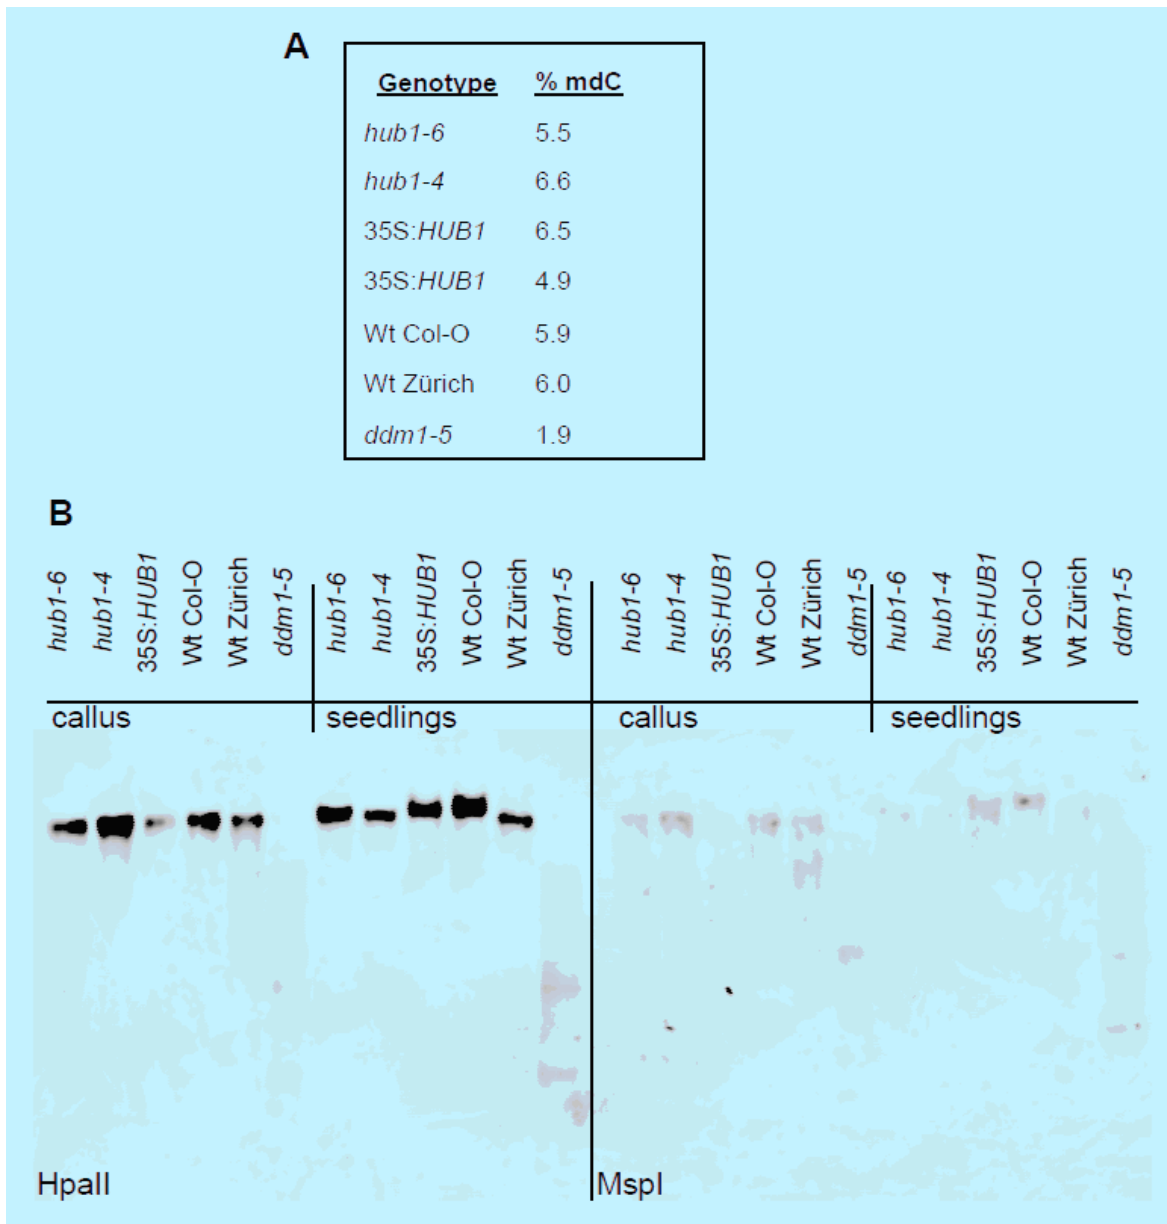 A
Genotype % mdC
hub1-6 5.5
hub1-4 6.6
35S:HUB1 6.5
35S:HUB1 4.9
Wt Col-O 5.9
Wt Zürich 6.0
ddm1-5 1.9
B
hub1-6 hub1-4 35S:HUB1 Wt Col-O Wt Zürich ddm1-5 hub1-6 hub1-4 35S:HUB1 Wt Col-O Wt Zürich ddm1-5 hub1-6 hub1-4 35S:HUB1 Wt Col-O Wt Zürich ddm1-5 hub1-6 hub1-4 35S:HUB1 Wt Col-O Wt Zürich ddm1-5
callus seedlings callus seedlings
HpaII MspI